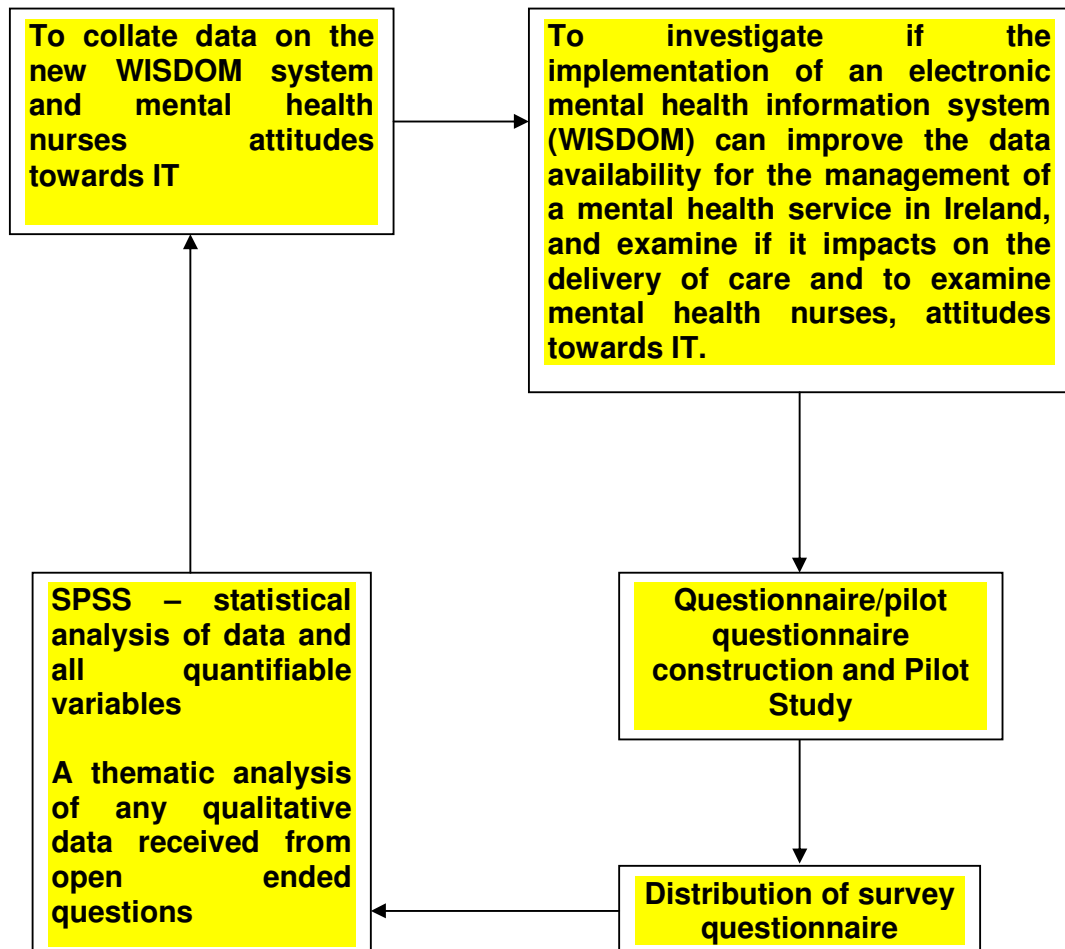 To collate data on the
new WISDOM system
and mental health
nurses attitudes
towards IT
To investigate if the
implementation of an electronic
mental health information system
(WISDOM) can improve the data
availability for the management of
a mental health service in Ireland,
and examine if it impacts on the
delivery of care and to examine
mental health nurses, attitudes
towards IT.
Questionnaire/pilot
questionnaire
construction and Pilot
Study
Distribution of survey
questionnaire
SPSS – statistical
analysis of data and
all quantifiable
variables
A thematic analysis
of any qualitative
data received from
open ended
questions